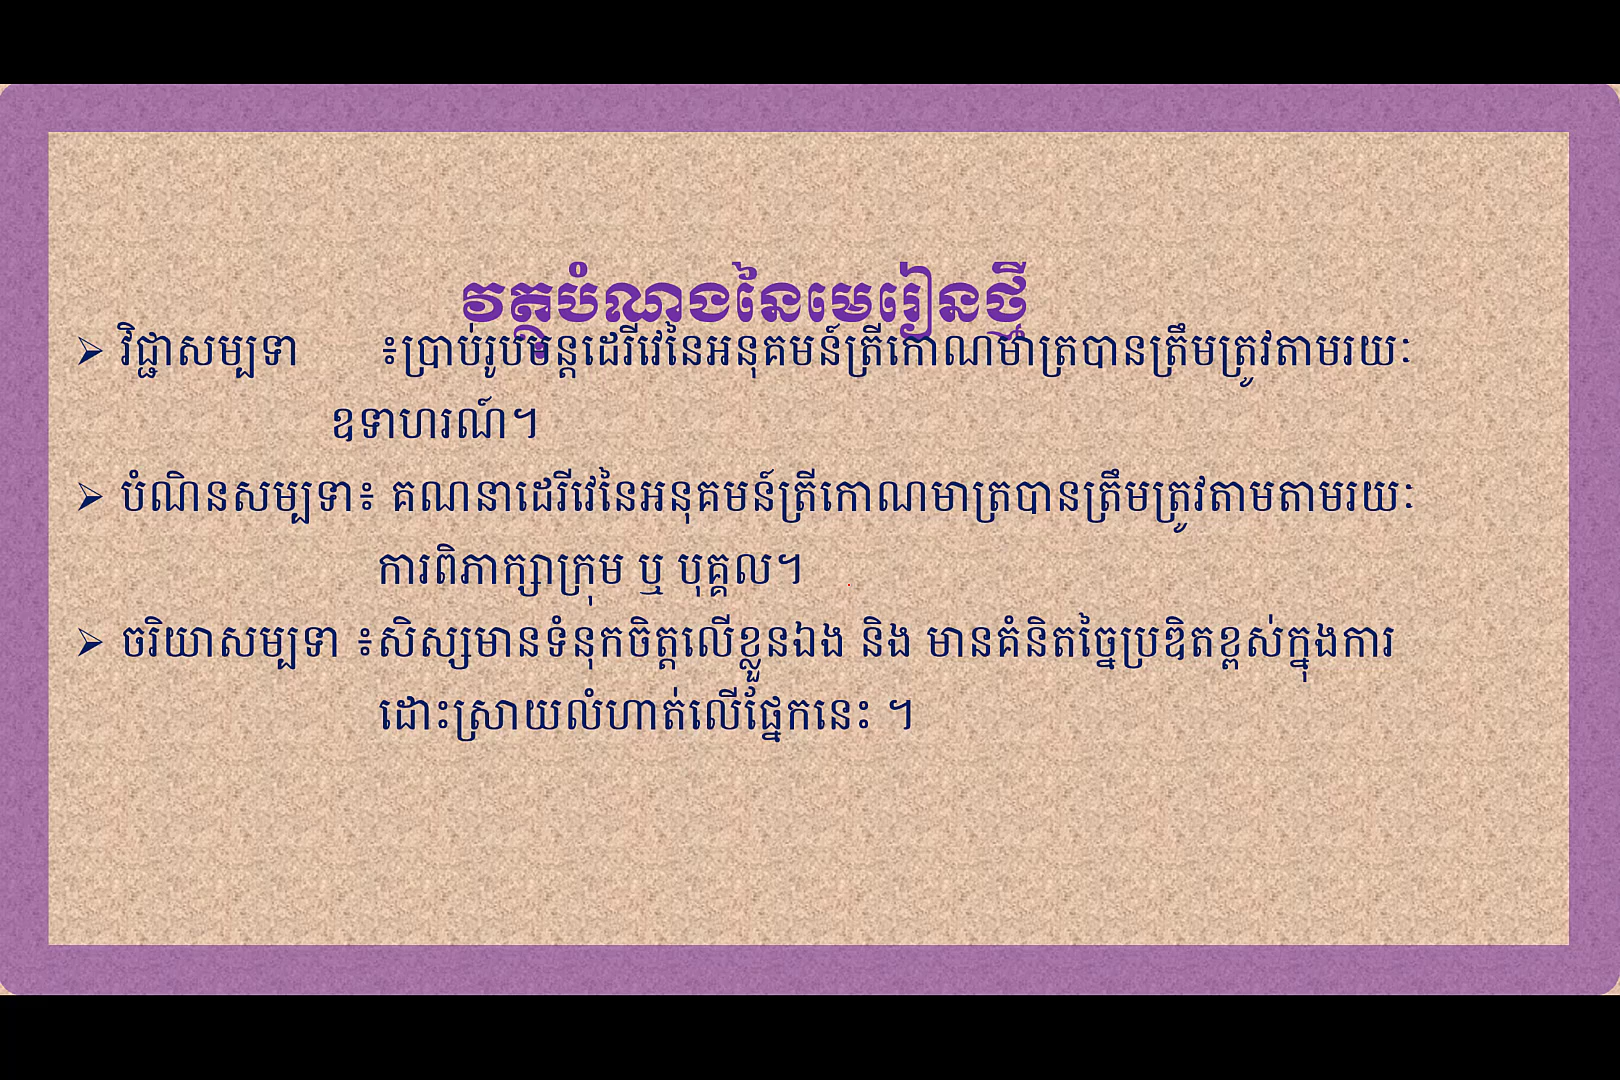 វត្ថុបំណងនៃមេរៀនថ្មី
➢ វិជ្ជាសម្បទា ៖ប្រាប់រូបមន្តដេរីវេនៃអនុគមន៍ត្រីកោណមាត្របានត្រឹមត្រូវតាមរយៈ
ឧទាហរណ៍។
➢ បំណិនសម្បទា៖ គណនាដេរីវេនៃអនុគមន៍ត្រីកោណមាត្របានត្រឹមត្រូវតាមតាមរយៈ
ការពិភាក្សាក្រុម ឬ បុគ្គល។
➢ ចរិយាសម្បទា ៖សិស្សមានទំនុកចិត្តលើខ្លួនឯង និង មានគំនិតច្នៃប្រឌិតខ្ពស់ក្នុងការ
ដោះស្រាយលំហាត់លើផ្នែកនេះ ។